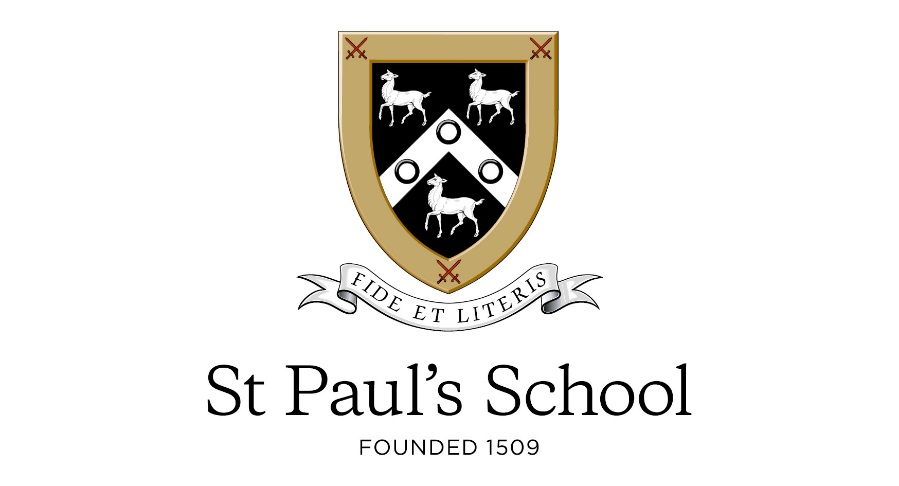 FIDE ET LITERIS
St Paul’s School
FOUNDED 1509